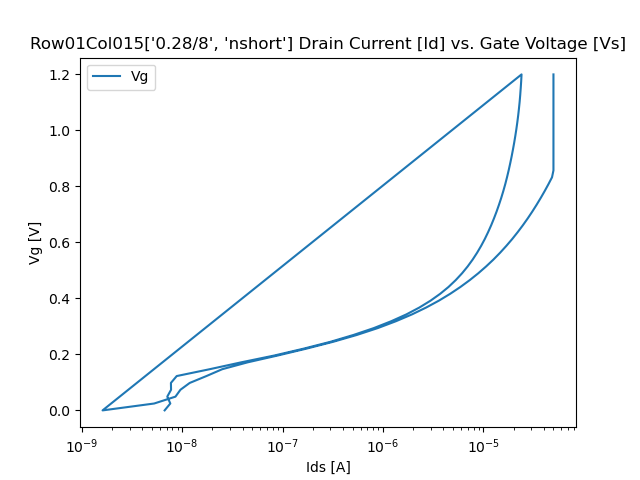 Row01Col015['0.28/8', 'nshort'] Drain Current [Id] vs. Gate Voltage [Vs]
Vg
1.2
1.0
0.8
0.6
0.4
0.2
0.0
Vg [V]
10⁻⁹ 10⁻⁸ 10⁻⁷ 10⁻⁶ 10⁻⁵
Ids [A]